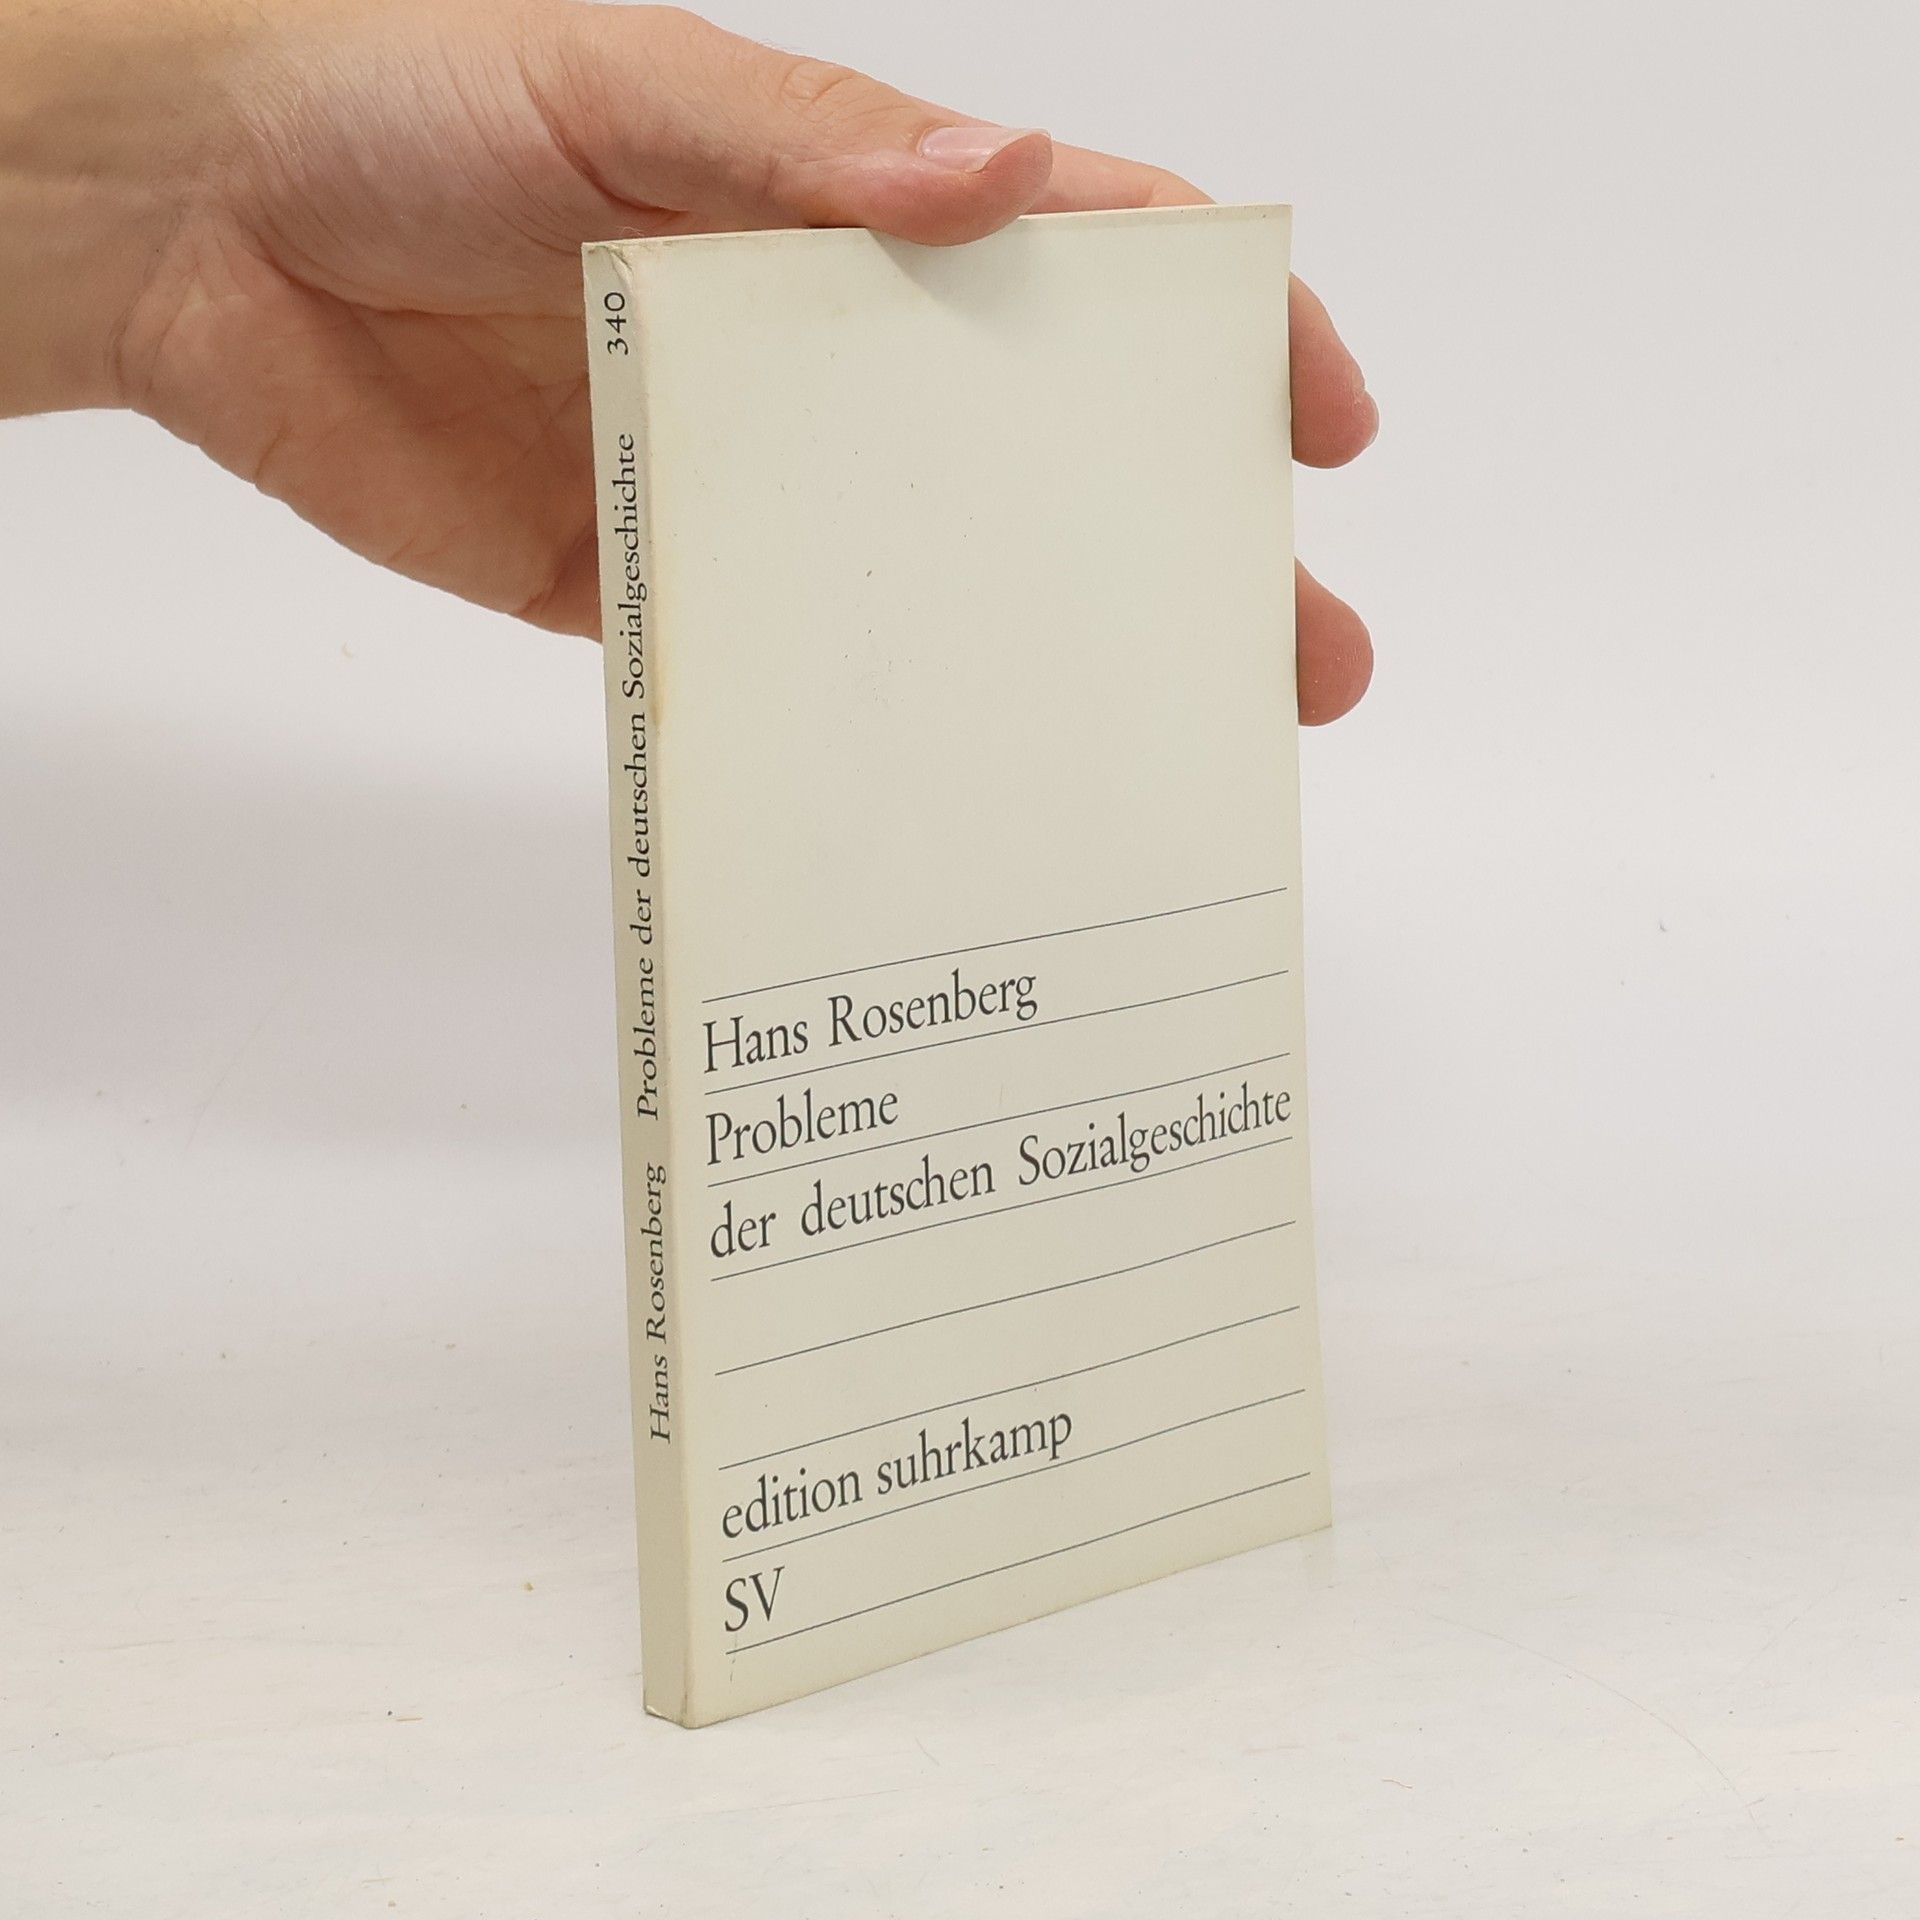 Hans Rosenberg Probleme der deutschen Sozialgeschichte 340
Hans Rosenberg
Probleme
der deutschen Sozialgeschichte
edition suhrkamp
SV